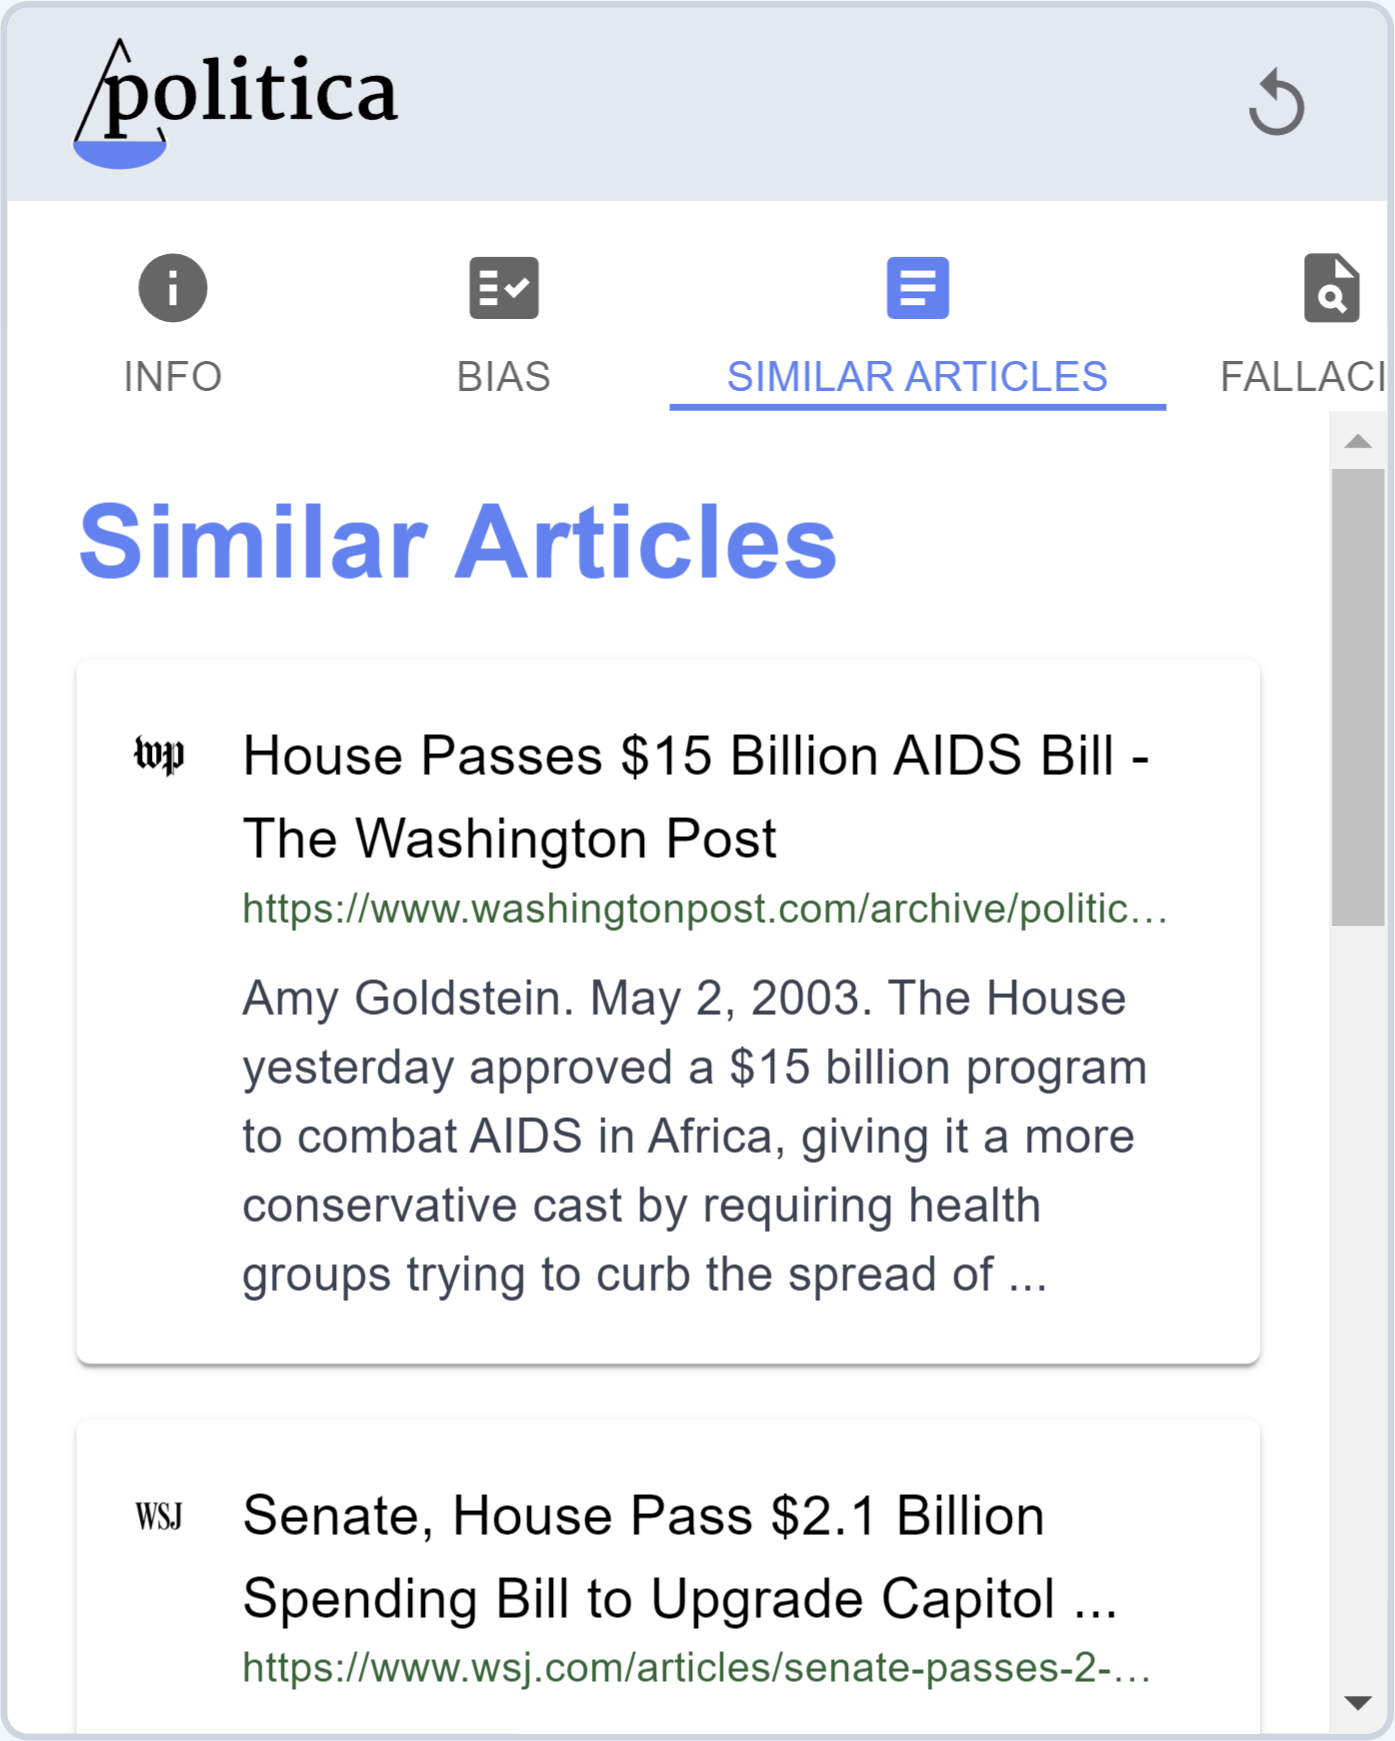 politica
INFO
BIAS
SIMILAR ARTICLES
FALLACI
Similar Articles
wp
House Passes $15 Billion AIDS Bill -
The Washington Post
https://www.washingtonpost.com/archive/politic...
Amy Goldstein. May 2, 2003. The House
yesterday approved a $15 billion program
to combat AIDS in Africa, giving it a more
conservative cast by requiring health
groups trying to curb the spread of ...
WSJ
Senate, House Pass $2.1 Billion
Spending Bill to Upgrade Capitol ...
https://www.wsj.com/articles/senate-passes-2-...